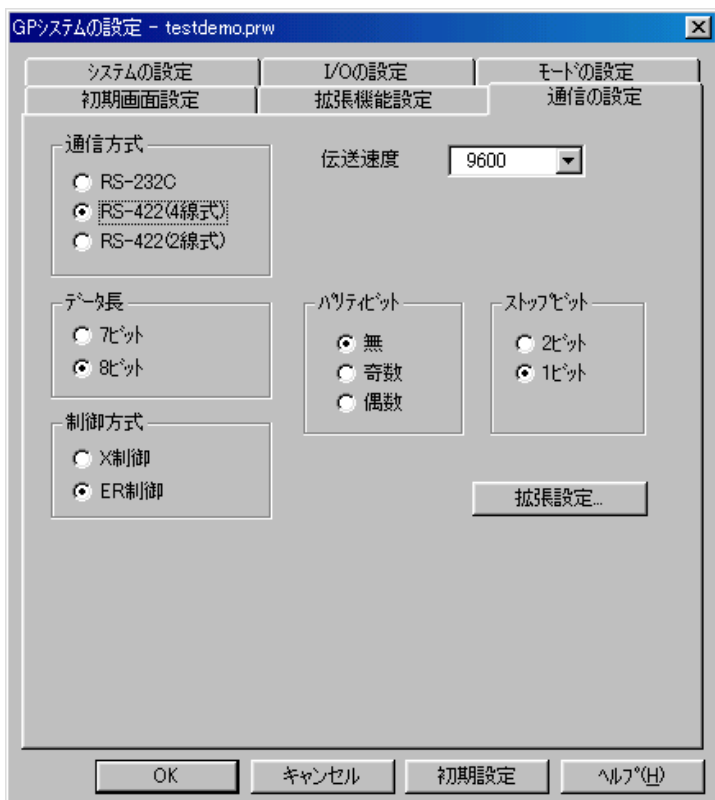 GPシステムの設定 - testdemo.prw
システムの設定
I/Oの設定
モードの設定
初期画面設定
拡張機能設定
通信の設定
通信方式
RS-232C
RS-422(4線式)
RS-422(2線式)
伝送速度
9600
データ長
7ビット
8ビット
パリティビット
無
奇数
偶数
ストップビット
2ビット
1ビット
制御方式
X制御
ER制御
拡張設定...
OK
キャンセル
初期設定
ヘルプ(H)